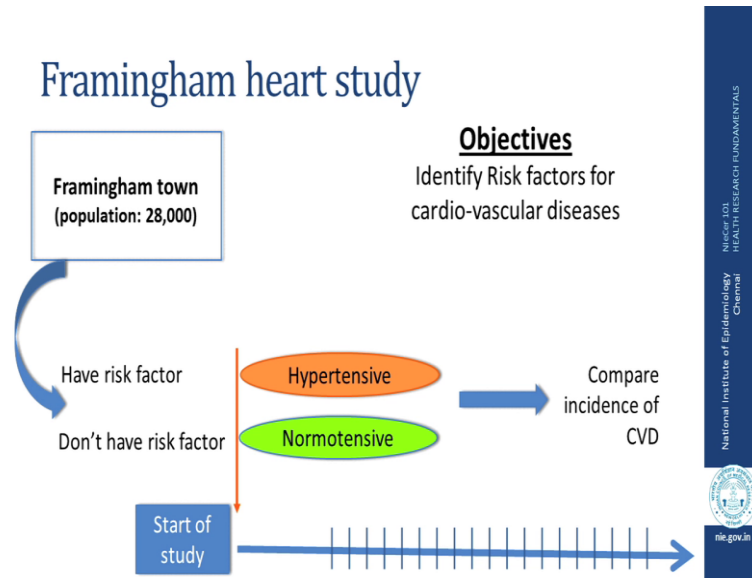 Framingham heart study
Framingham town
(population: 28,000)
Objectives
Identify Risk factors for
cardio-vascular diseases
Have risk factor
Hypertensive
Don't have risk factor
Normotensive
Compare
incidence of
CVD
Start of
study
NieCer 101
HEALTH RESEARCH FUNDAMENTALS
National Institute of Epidemiology
Chennai
nie.gov.in